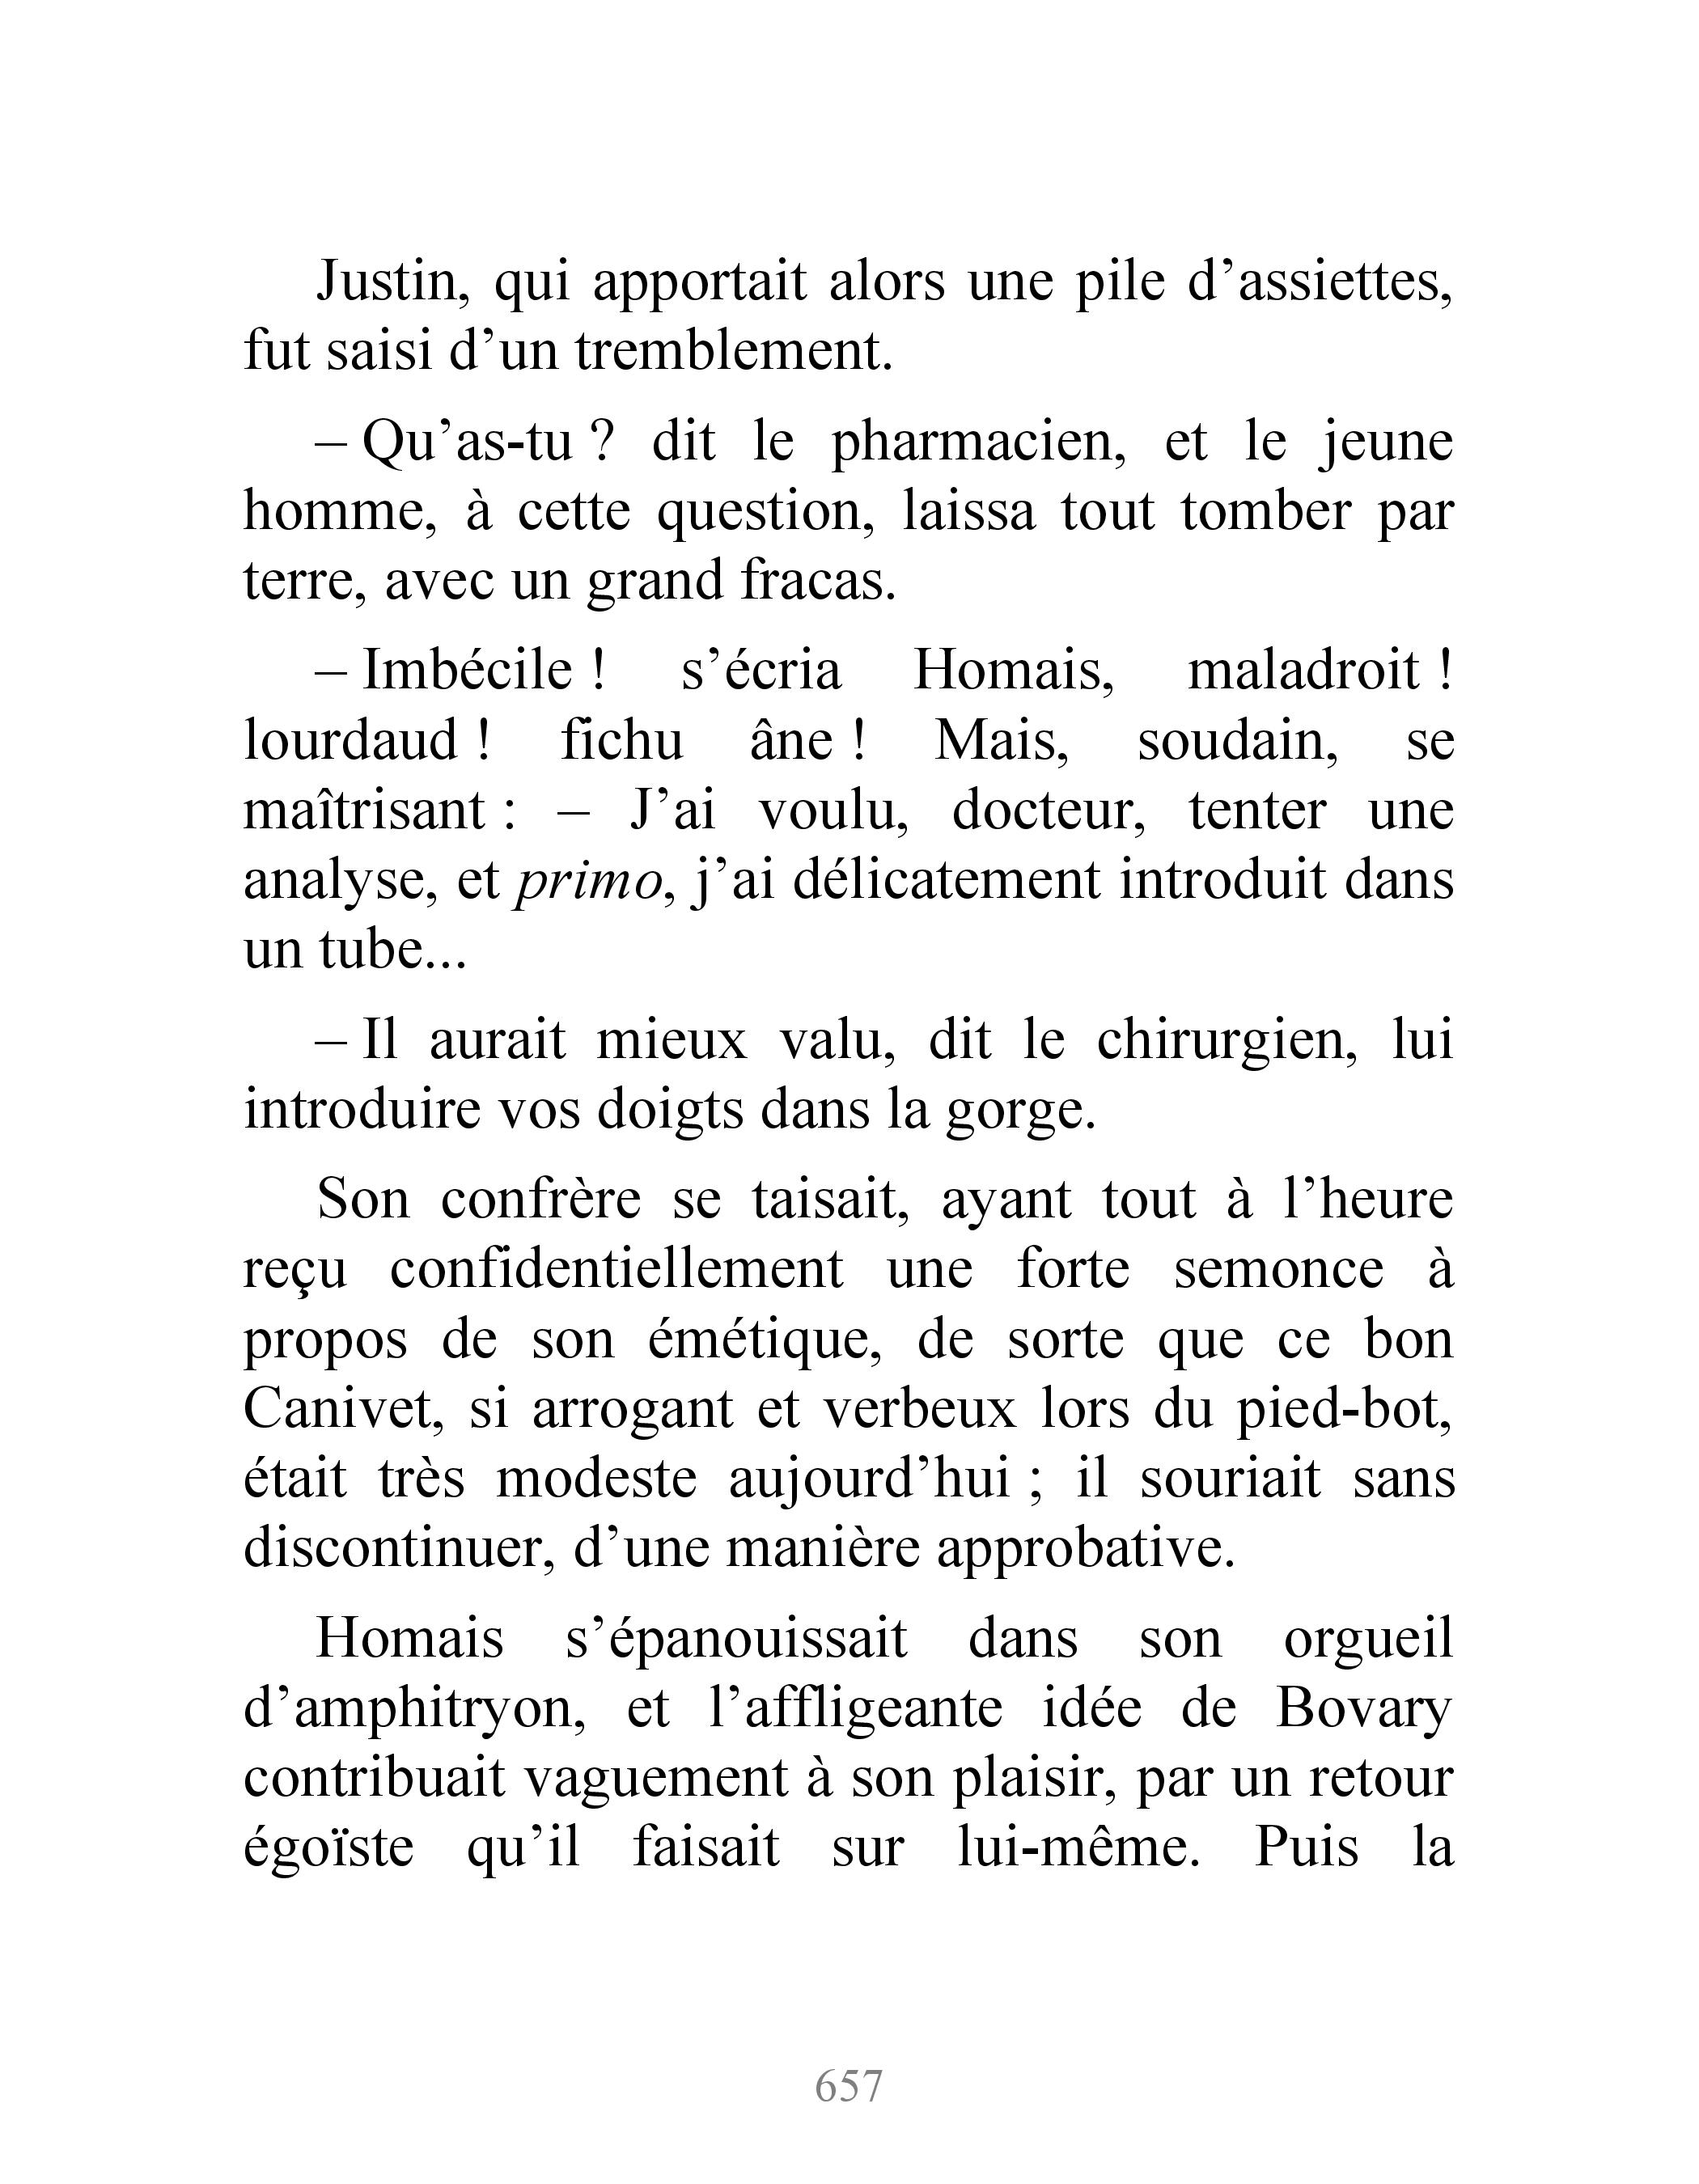 Justin, qui apportait alors une pile d’assiettes,
fut saisi d’un tremblement.
– Qu’as-tu ? dit le pharmacien, et le jeune
homme, à cette question, laissa tout tomber par
terre, avec un grand fracas.
– Imbécile ! s’écria Homais, maladroit !
lourdaud ! fichu âne ! Mais, soudain, se
maîtrisant : – J’ai voulu, docteur, tenter une
analyse, et primo, j’ai délicatement introduit dans
un tube...
– Il aurait mieux valu, dit le chirurgien, lui
introduire vos doigts dans la gorge.
Son confrère se taisait, ayant tout à l’heure
reçu confidentiellement une forte semonce à
propos de son émétique, de sorte que ce bon
Canivet, si arrogant et verbeux lors du pied-bot,
était très modeste aujourd’hui ; il souriait sans
discontinuer, d’une manière approbative.
Homais s’épanouissait dans son orgueil
d’amphitryon, et l’affligeante idée de Bovary
contribuait vaguement à son plaisir, par un retour
égoïste qu’il faisait sur lui-même. Puis la
657